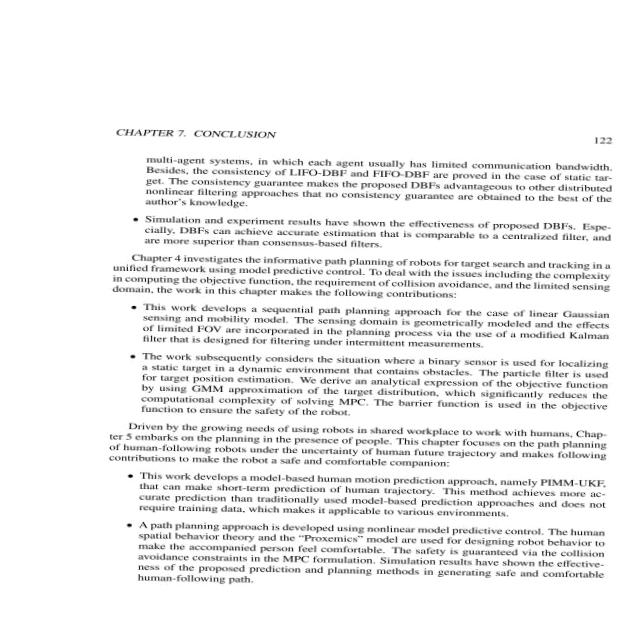 CHAPTER 7. CONCLUSION 122
multi-agent systems, in which each agent usually has limited communication bandwidth.
Besides, the consistency of LIFO-DBF and FIFO-DBF are proved in the case of static tar-
get. The consistency guarantee makes the proposed DBFs advantageous to other distributed
nonlinear filtering approaches that no consistency guarantee are obtained to the best of the
author's knowledge.
• Simulation and experiment results have shown the effectiveness of proposed DBFs. Espe-
cially, DBFs can achieve accurate estimation that is comparable to a centralized filter, and
are more superior than consensus-based filters.
Chapter 4 investigates the informative path planning of robots for target search and tracking in a
unified framework using model predictive control. To deal with the issues including the complexity
in computing the objective function, the requirement of collision avoidance, and the limited sensing
domain, the work in this chapter makes the following contributions:
• This work develops a sequential path planning approach for the case of linear Gaussian
sensing and mobility model. The sensing domain is geometrically modeled and the effects
of limited FOV are incorporated in the planning process via the use of a modified Kalman
filter that is designed for filtering under intermittent measurements.
• The work subsequently considers the situation where a binary sensor is used for localizing
a static target in a dynamic environment that contains obstacles. The particle filter is used
for target position estimation. We derive an analytical expression of the objective function
by using GMM approximation of the target distribution, which significantly reduces the
computational complexity of solving MPC. The barrier function is used in the objective
function to ensure the safety of the robot.
Driven by the growing needs of using robots in shared workplace to work with humans, Chap-
ter 5 embarks on the planning in the presence of people. This chapter focuses on the path planning
of human-following robots under the uncertainty of human future trajectory and makes following
contributions to make the robot a safe and comfortable companion:
• This work develops a model-based human motion prediction approach, namely PIMM-UKF,
that can make short-term prediction of human trajectory. This method achieves more ac-
curate prediction than traditionally used model-based prediction approaches and does not
require training data, which makes it applicable to various environments.
• A path planning approach is developed using nonlinear model predictive control. The human
spatial behavior theory and the "Proxemics" model are used for designing robot behavior to
make the accompanied person feel comfortable. The safety is guaranteed via the collision
avoidance constraints in the MPC formulation. Simulation results have shown the effective-
ness of the proposed prediction and planning methods in generating safe and comfortable
human-following path.